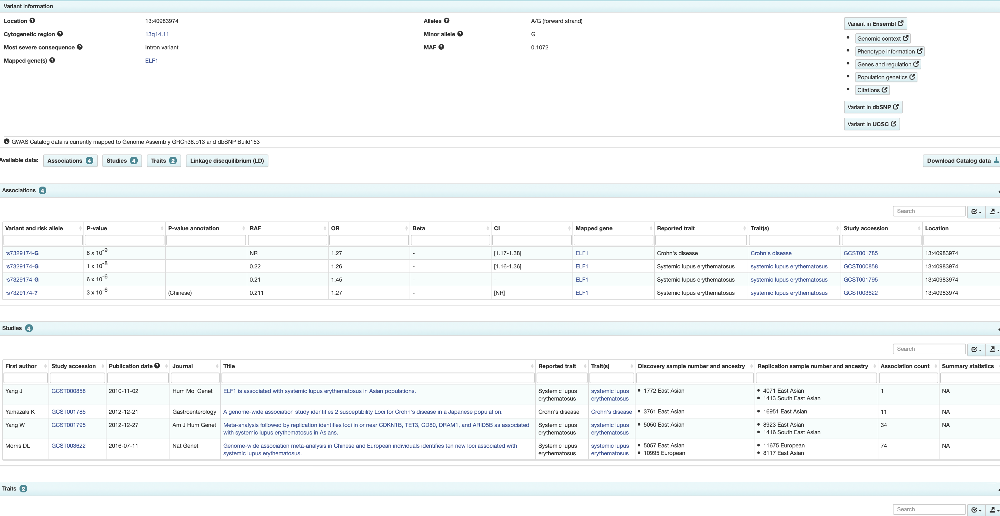 Variant information
Location 13:40983974 Alleles A/G (forward strand) Variant in Ensembl
Cytogenetic region 13q14.11 Minor allele G
Genomic context
Most severe consequence Intron variant MAF 0.1072
Phenotype information
Mapped gene(s) ELF1
Genes and regulation
Population genetics
Citations
Variant in dbSNP
Variant in UCSC
GWAS Catalog data is currently mapped to Genome Assembly GRCh38.p13 and dbSNP Build153
Available data: Associations 4 Studies 4 Traits 2 Linkage disequilibrium (LD) Download Catalog data
Associations 4
Search
Variant and risk allele P-value P-value annotation RAF OR Beta CI Mapped gene Reported trait Trait(s) Study accession Location
rs7329174-G 8 x 10-9 NR 1.27 - [1.17-1.38] ELF1 Crohn's disease Crohn's disease GCST001785 13:40983974
rs7329174-G 1 x 10-8 0.22 1.26 - [1.16-1.36] ELF1 Systemic lupus erythematosus systemic lupus erythematosus GCST000858 13:40983974
rs7329174-G 6 x 10-6 0.21 1.45 - - ELF1 Systemic lupus erythematosus systemic lupus erythematosus GCST001795 13:40983974
rs7329174-? 3 x 10-6 (Chinese) 0.211 1.27 - [NR] ELF1 Systemic lupus erythematosus systemic lupus erythematosus GCST003622 13:40983974
Studies 4
Search
First author Study accession Publication date Journal Title Reported trait Trait(s) Discovery sample number and ancestry Replication sample number and ancestry Association count Summary statistics
Yang J GCST000858 2010-11-02 Hum Mol Genet ELF1 is associated with systemic lupus erythematosus in Asian populations. Systemic lupus systemic lupus • 1772 East Asian • 4071 East Asian 1 NA
erythematosus erythematosus • 1413 South East Asian
Yamazaki K GCST001785 2012-12-21 Gastroenterology A genome-wide association study identifies 2 susceptibility Loci for Crohn's disease in a Japanese population. Crohn's disease Crohn's disease • 3761 East Asian • 16951 East Asian 11 NA
Yang W GCST001795 2012-12-27 Am J Hum Genet Meta-analysis followed by replication identifies loci in or near CDKN1B, TET3, CD80, DRAM1, and ARID5B as associated Systemic lupus systemic lupus • 5050 East Asian • 8923 East Asian 34 NA
with systemic lupus erythematosus in Asians. erythematosus erythematosus • 1416 South East Asian
Morris DL GCST003622 2016-07-11 Nat Genet Genome-wide association meta-analysis in Chinese and European individuals identifies ten new loci associated with Systemic lupus systemic lupus • 5057 East Asian • 11675 European 74 NA
systemic lupus erythematosus. erythematosus erythematosus • 10995 European • 8117 East Asian
Traits 2
Search